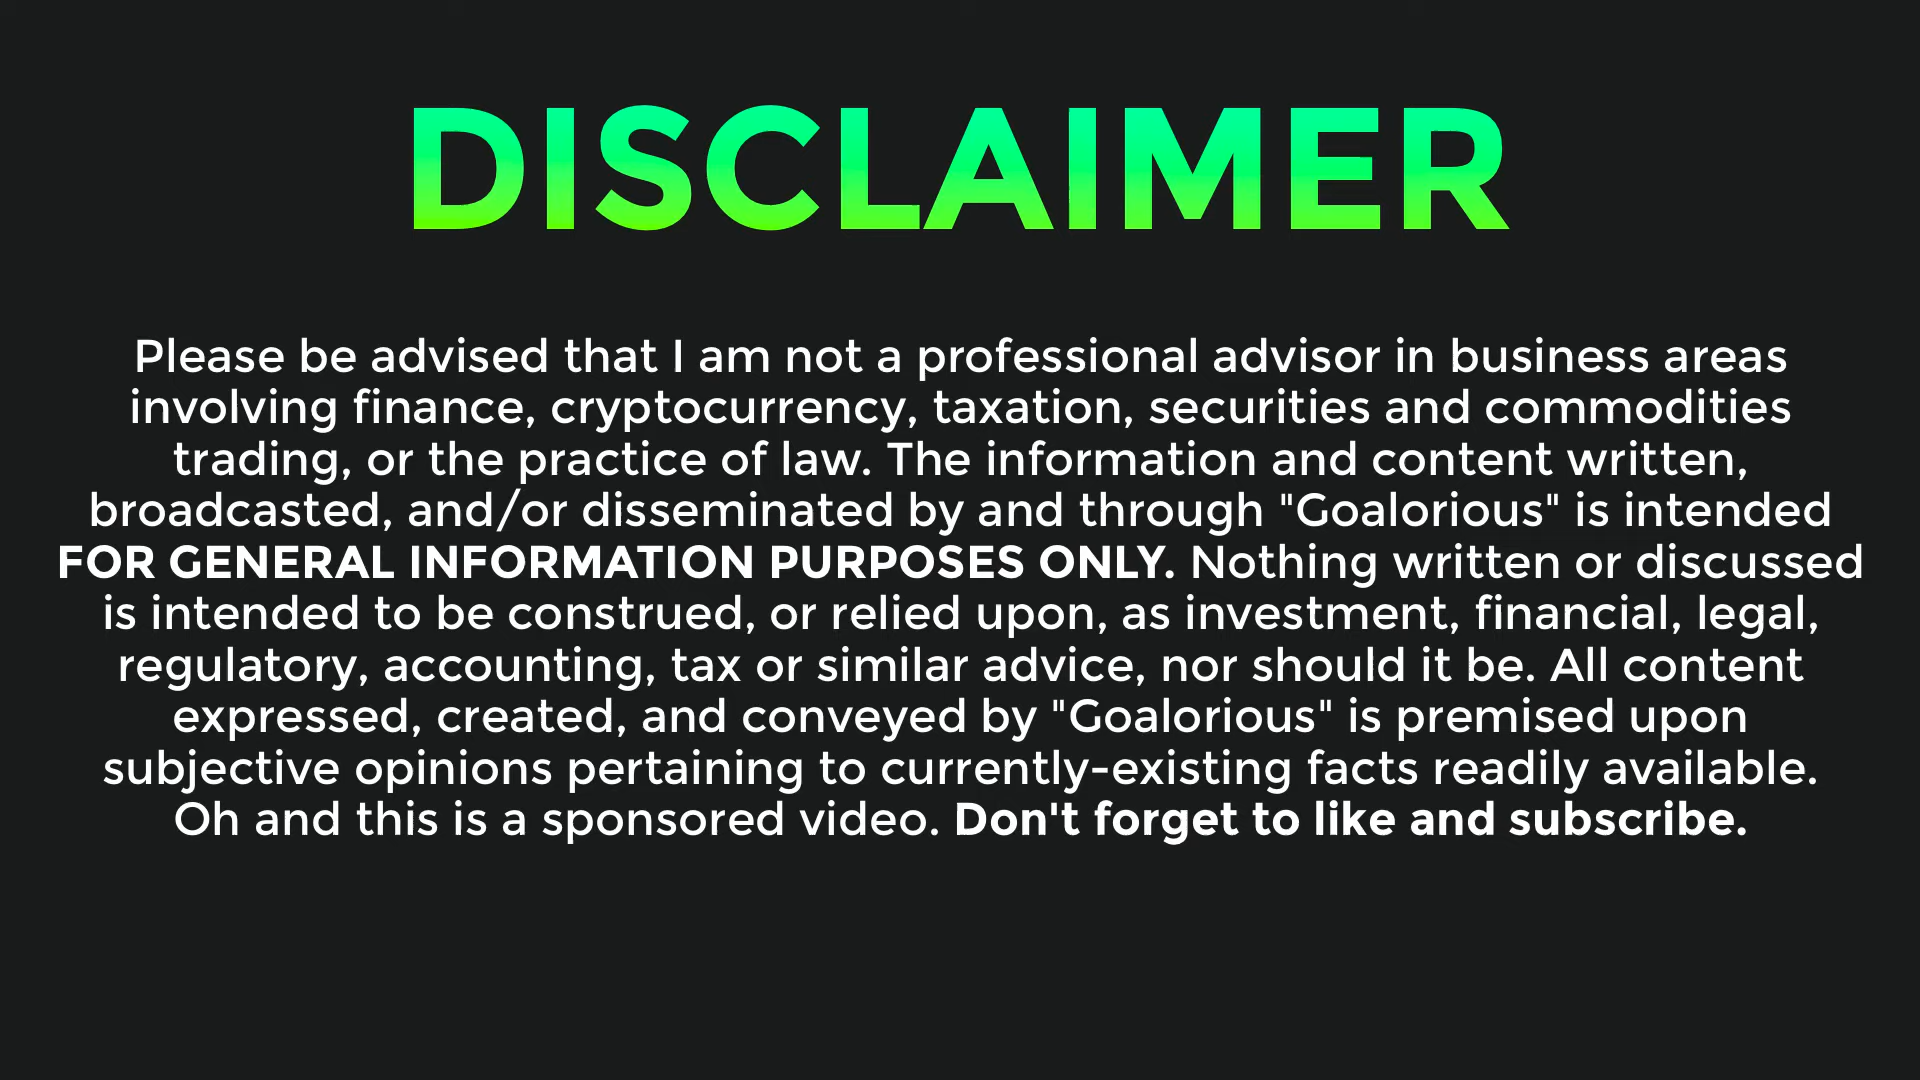 DISCLAIMER
Please be advised that I am not a professional advisor in business areas
involving finance, cryptocurrency, taxation, securities and commodities
trading, or the practice of law. The information and content written,
broadcasted, and/or disseminated by and through "Goalorious" is intended
FOR GENERAL INFORMATION PURPOSES ONLY. Nothing written or discussed
is intended to be construed, or relied upon, as investment, financial, legal,
regulatory, accounting, tax or similar advice, nor should it be. All content
expressed, created, and conveyed by "Goalorious" is premised upon
subjective opinions pertaining to currently-existing facts readily available.
Oh and this is a sponsored video. Don't forget to like and subscribe.